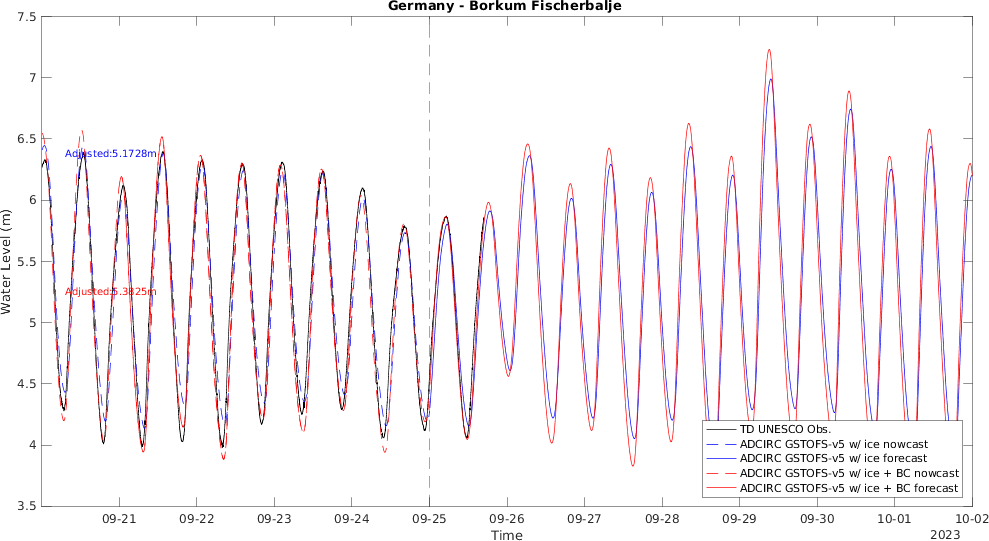 Germany - Borkum Fischerbalje
7.5
7
6.5
6
5.5
5
4.5
4
3.5
Water Level (m)
Adjusted:5.1728m
Adjusted:5.3825m
TD UNESCO Obs.
ADCIRC GSTOFS-v5 w/ ice nowcast
ADCIRC GSTOFS-v5 w/ ice forecast
ADCIRC GSTOFS-v5 w/ ice + BC nowcast
ADCIRC GSTOFS-v5 w/ ice + BC forecast
09-21 09-22 09-23 09-24 09-25 09-26 09-27 09-28 09-29 09-30 10-01 10-02
Time
2023